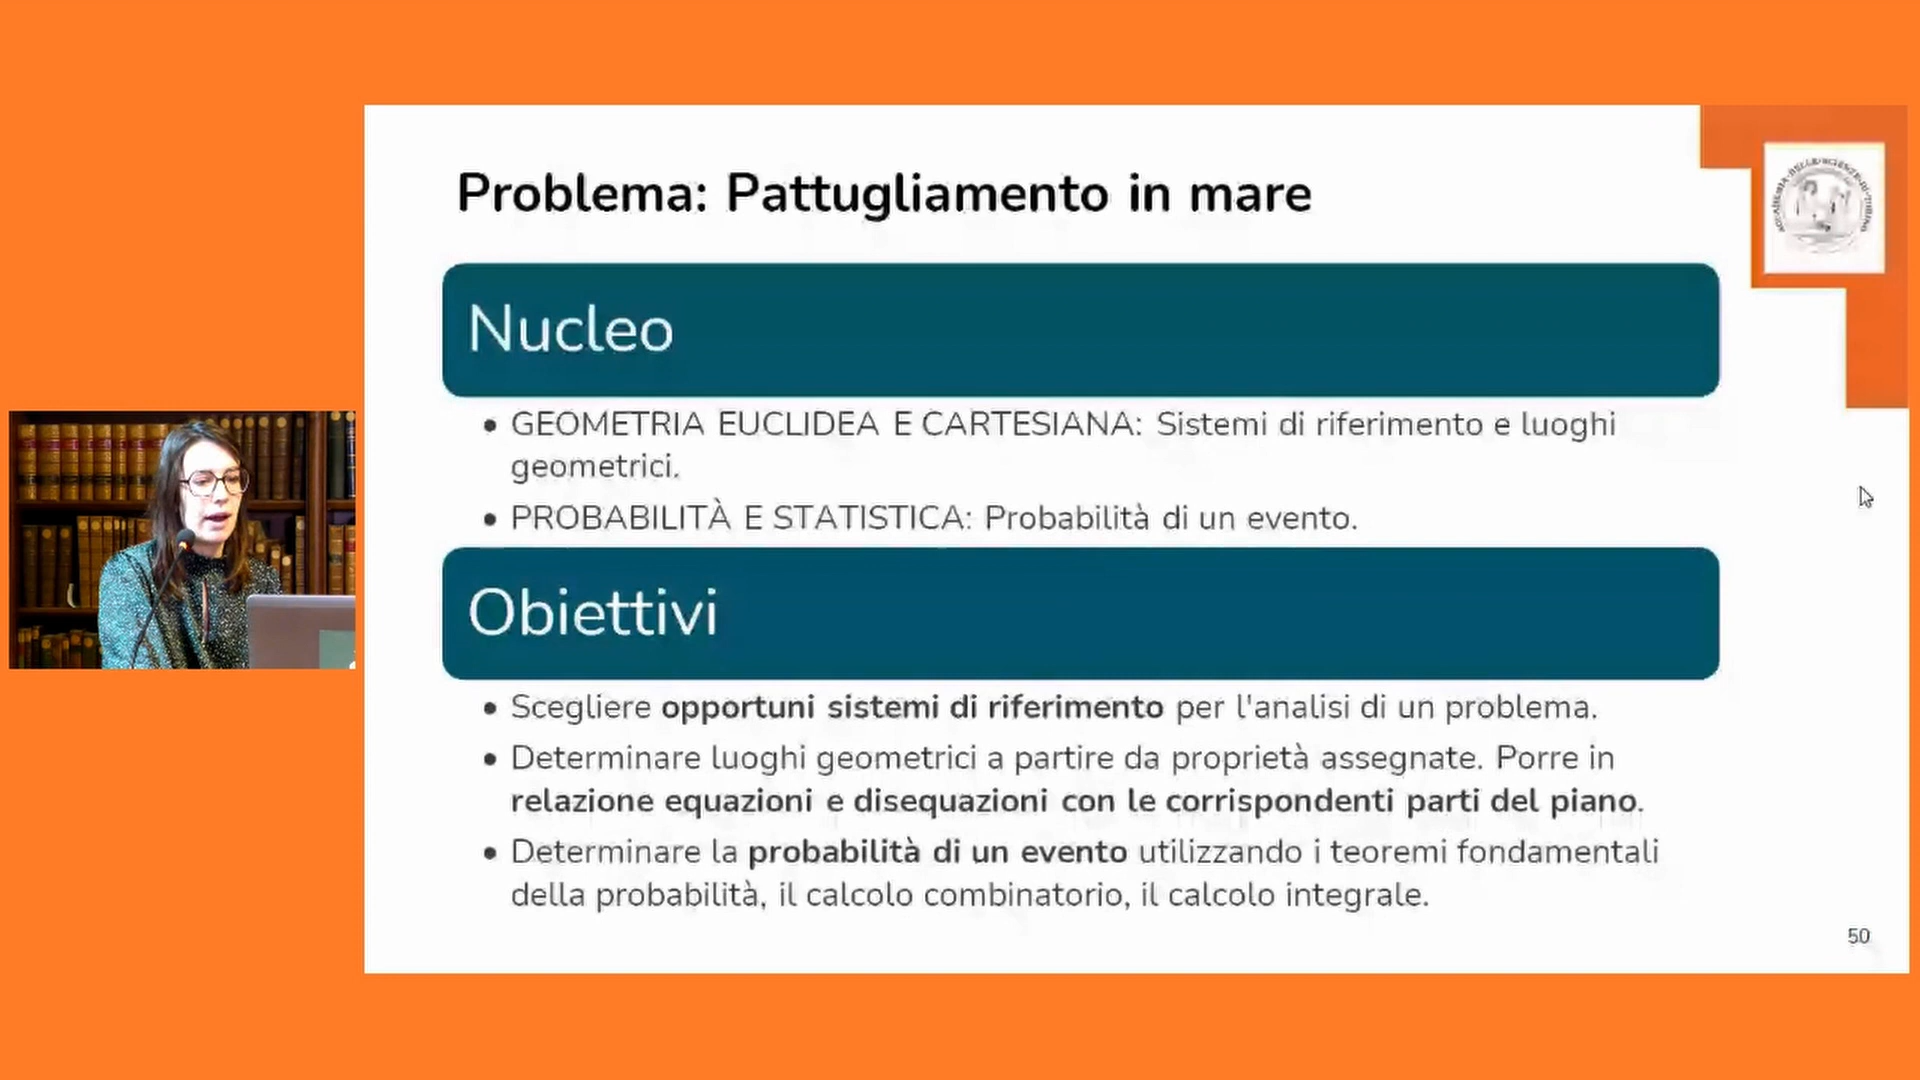 Problema: Pattugliamento in mare
Nucleo
• GEOMETRIA EUCLIDEA E CARTESIANA: Sistemi di riferimento e luoghi
geometrici.
• PROBABILITÀ E STATISTICA: Probabilità di un evento.
Obiettivi
• Scegliere opportuni sistemi di riferimento per l'analisi di un problema.
• Determinare luoghi geometrici a partire da proprietà assegnate. Porre in
relazione equazioni e disequazioni con le corrispondenti parti del piano.
• Determinare la probabilità di un evento utilizzando i teoremi fondamentali
della probabilità, il calcolo combinatorio, il calcolo integrale.
50